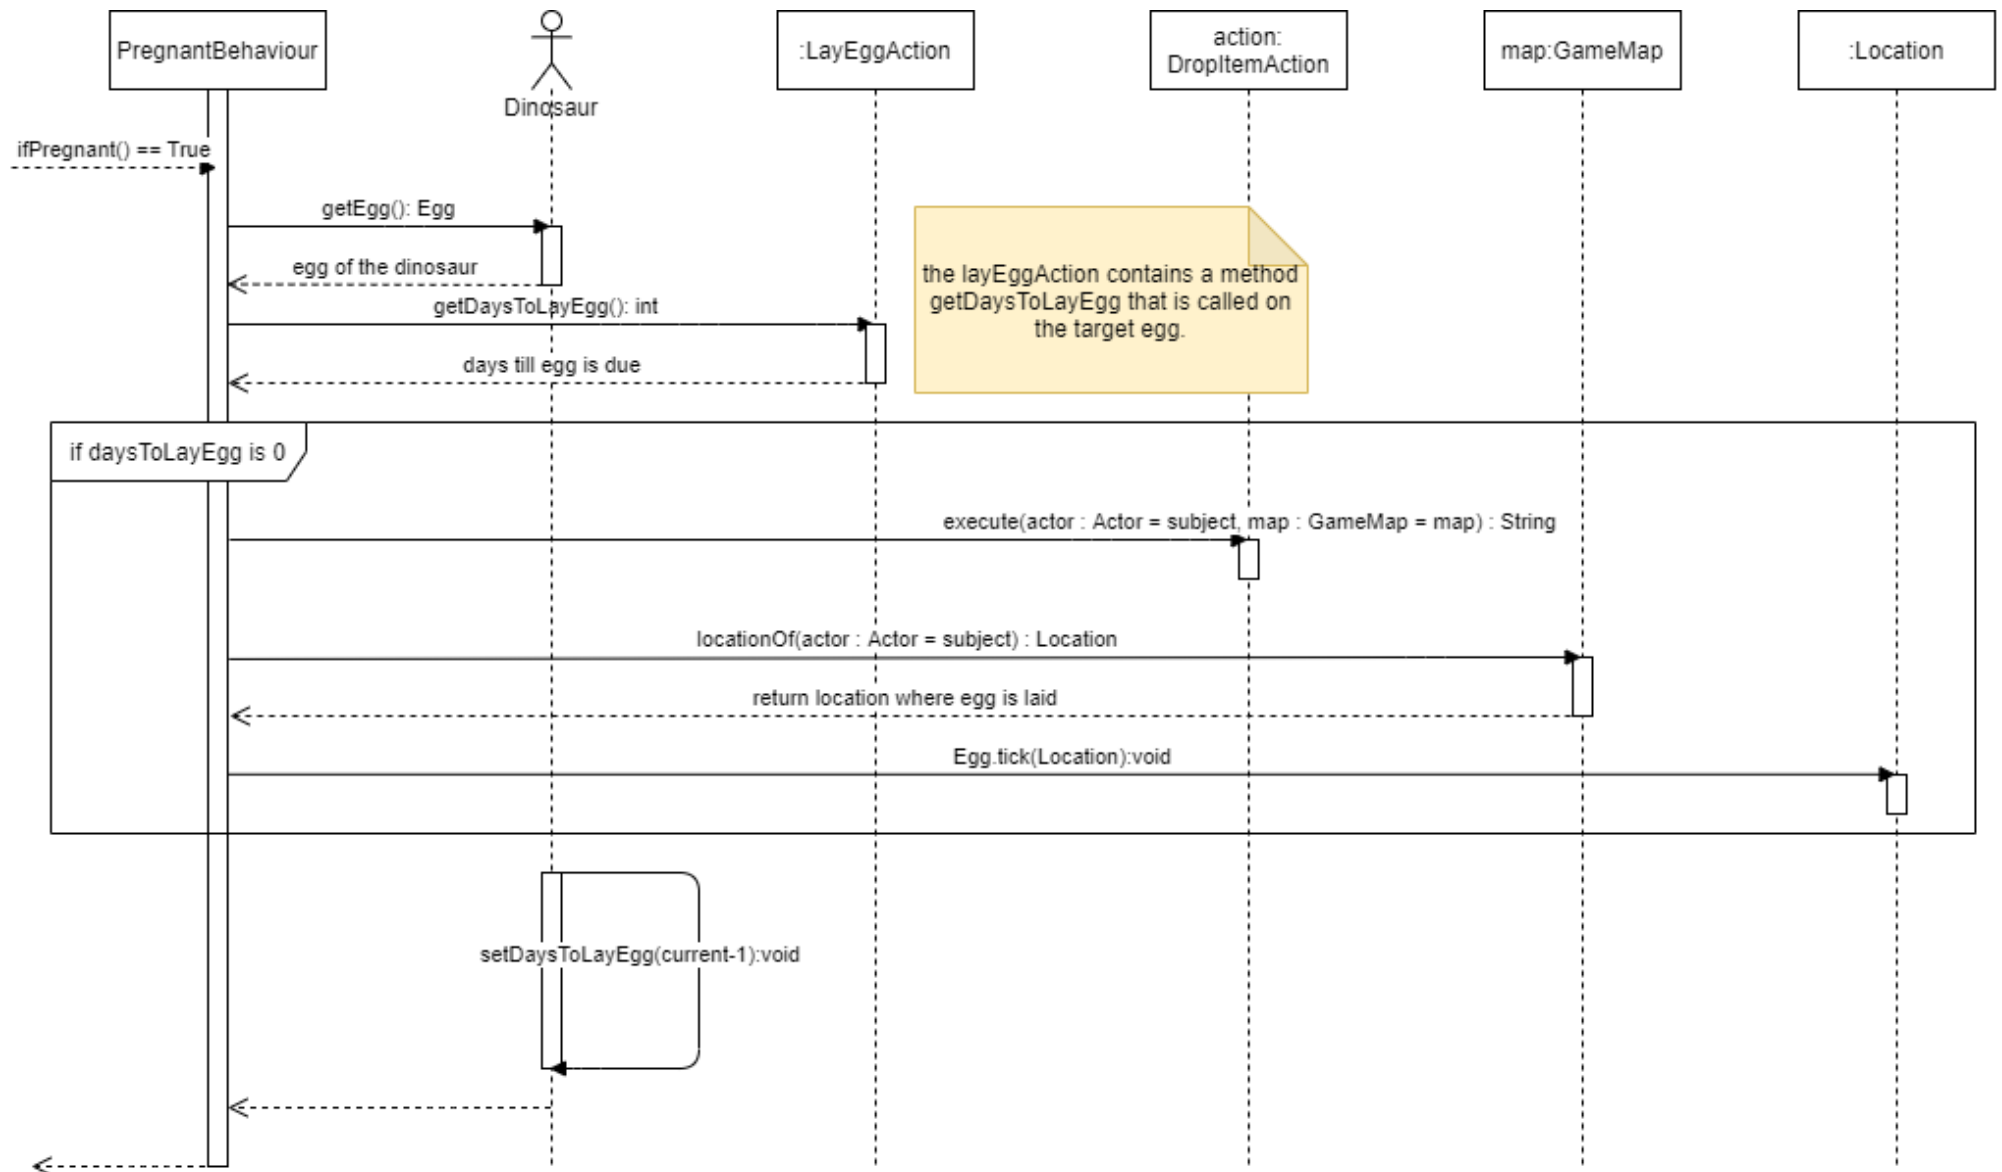 PregnantBehaviour
Dinosaur
:LayEggAction
action:
DropItemAction
map:GameMap
:Location
ifPregnant() == True
getEgg(): Egg
egg of the dinosaur
getDaysToLayEgg(): int
days till egg is due
the layEggAction contains a method
getDaysToLayEgg that is called on
the target egg.
if daysToLayEgg is 0
execute(actor : Actor = subject, map : GameMap = map) : String
locationOf(actor : Actor = subject) : Location
return location where egg is laid
Egg.tick(Location):void
setDaysToLayEgg(current-1):void